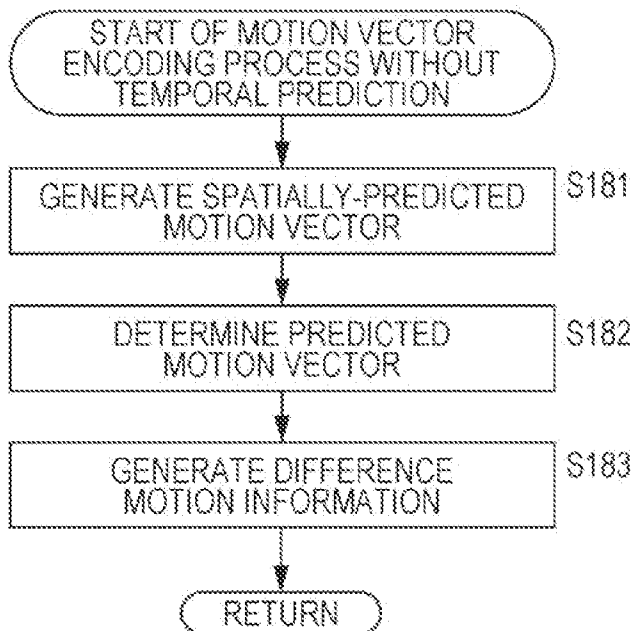 START OF MOTION VECTOR
ENCODING PROCESS WITHOUT
TEMPORAL PREDICTION
GENERATE SPATIALLY-PREDICTED
MOTION VECTOR
S181
DETERMINE PREDICTED
MOTION VECTOR
S182
GENERATE DIFFERENCE
MOTION INFORMATION
S183
RETURN